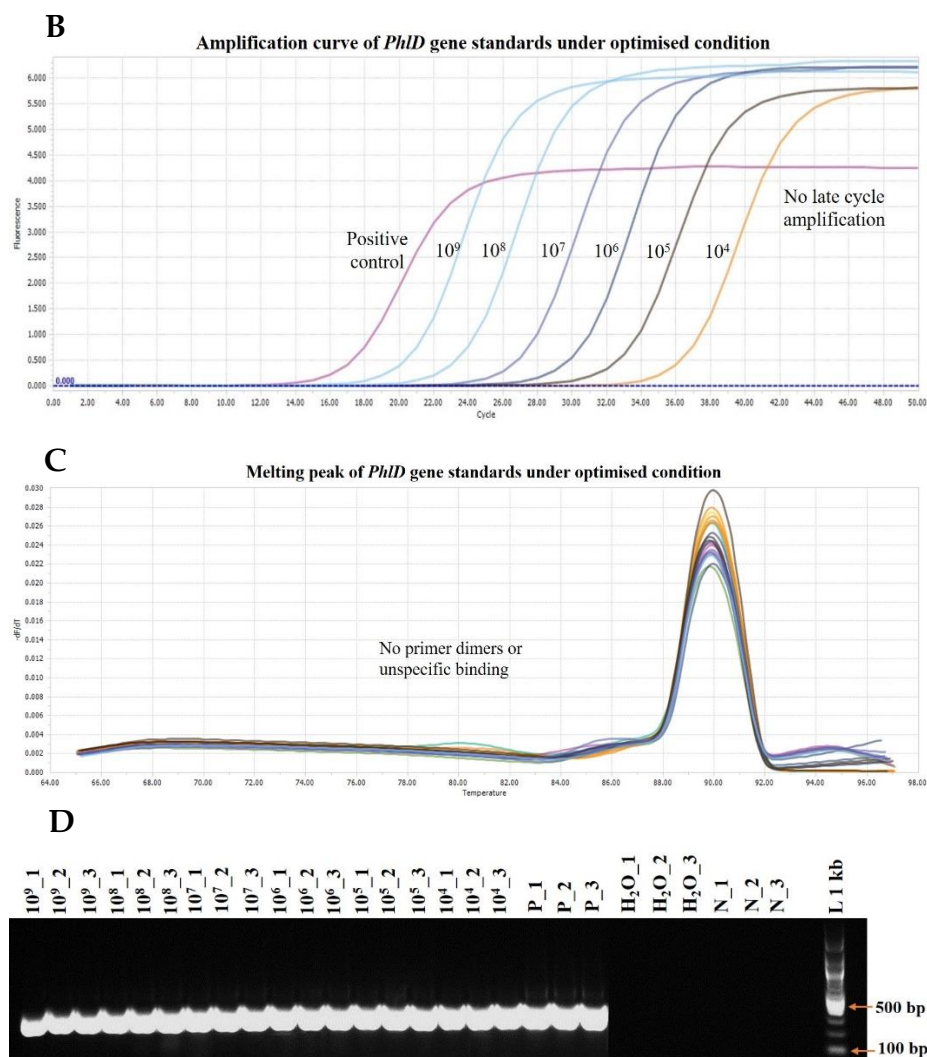 B
Amplification curve of PhlD gene standards under optimised condition
6.000
5.500
5.000
4.500
4.000
3.500
3.000
2.500
2.000
1.500
1.000
0.500
0.000
0.000
Fluorescence
Positive
control
10⁹
10⁸
10⁷
10⁶
10⁵
10⁴
No late cycle
amplification
0.00 2.00 4.00 6.00 8.00 10.00 12.00 14.00 16.00 18.00 20.00 22.00 24.00 26.00 28.00 30.00 32.00 34.00 36.00 38.00 40.00 42.00 44.00 46.00 48.00 50.00
Cycle
C
Melting peak of PhlD gene standards under optimised condition
0.030
0.028
0.026
0.024
0.022
0.020
0.018
0.016
0.014
0.012
0.010
0.008
0.006
0.004
0.002
0.000
-dF/dT
No primer dimers or
unspecific binding
64.00 66.00 68.00 70.00 72.00 74.00 76.00 78.00 80.00 82.00 84.00 86.00 88.00 90.00 92.00 94.00 96.00 98.00
Temperature
D
10⁹_1
10⁹_2
10⁹_3
10⁸_1
10⁸_2
10⁸_3
10⁷_1
10⁷_2
10⁷_3
10⁶_1
10⁶_2
10⁶_3
10⁵_1
10⁵_2
10⁵_3
10⁴_1
10⁴_2
10⁴_3
P_1
P_2
P_3
H₂O_1
H₂O_2
H₂O_3
N_1
N_2
N_3
L 1 kb
500 bp
100 bp